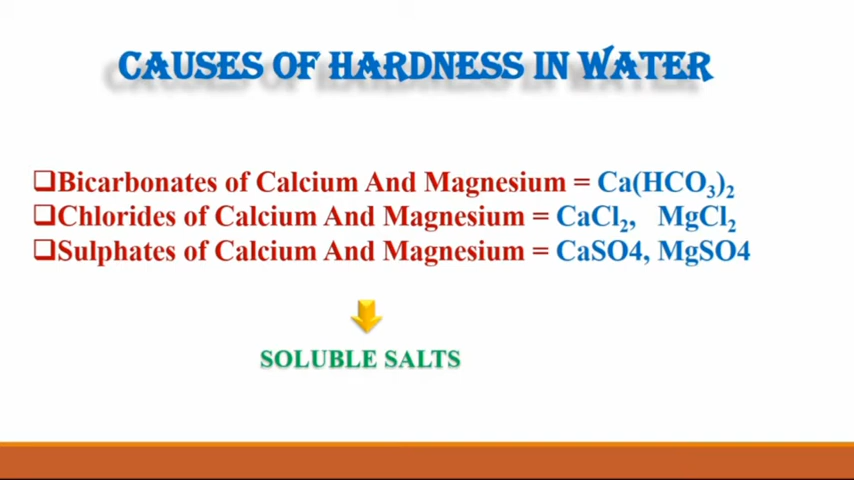 CAUSES OF HARDNESS IN WATER
❑Bicarbonates of Calcium And Magnesium = Ca(HCO₃)₂
❑Chlorides of Calcium And Magnesium = CaCl₂, MgCl₂
❑Sulphates of Calcium And Magnesium = CaSO4, MgSO4
SOLUBLE SALTS